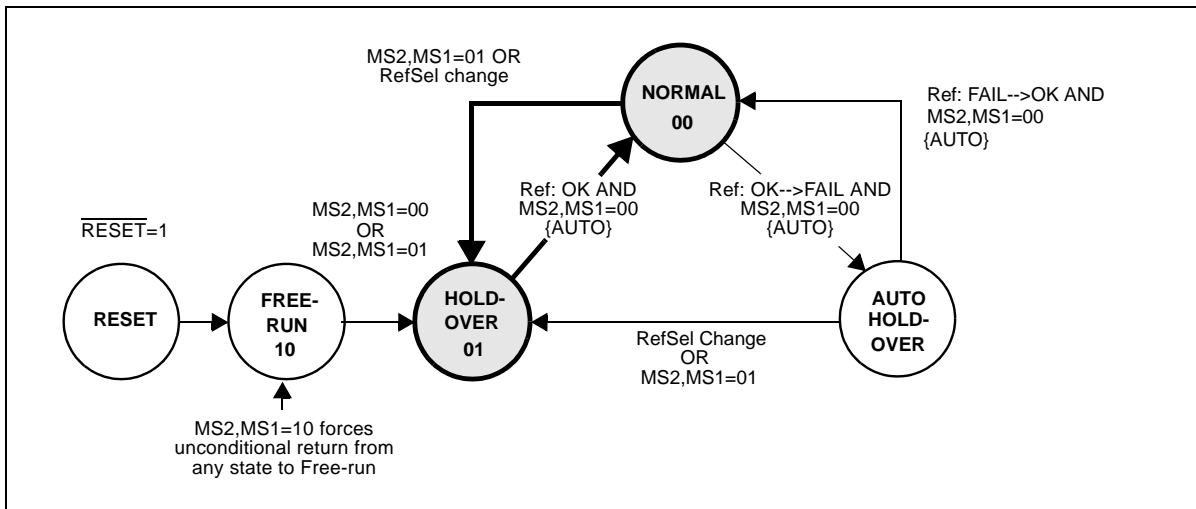 MS2,MS1=01 OR
RefSel change
NORMAL
00
Ref: FAIL-->OK AND
MS2,MS1=00
{AUTO}
Ref: OK AND
MS2,MS1=00
{AUTO}
Ref: OK-->FAIL AND
MS2,MS1=00
{AUTO}
MS2,MS1=00
OR
MS2,MS1=01
RESET=1
RESET
FREE-
RUN
10
HOLD-
OVER
01
AUTO
HOLD-
OVER
RefSel Change
OR
MS2,MS1=01
MS2,MS1=10 forces
unconditional return from
any state to Free-run